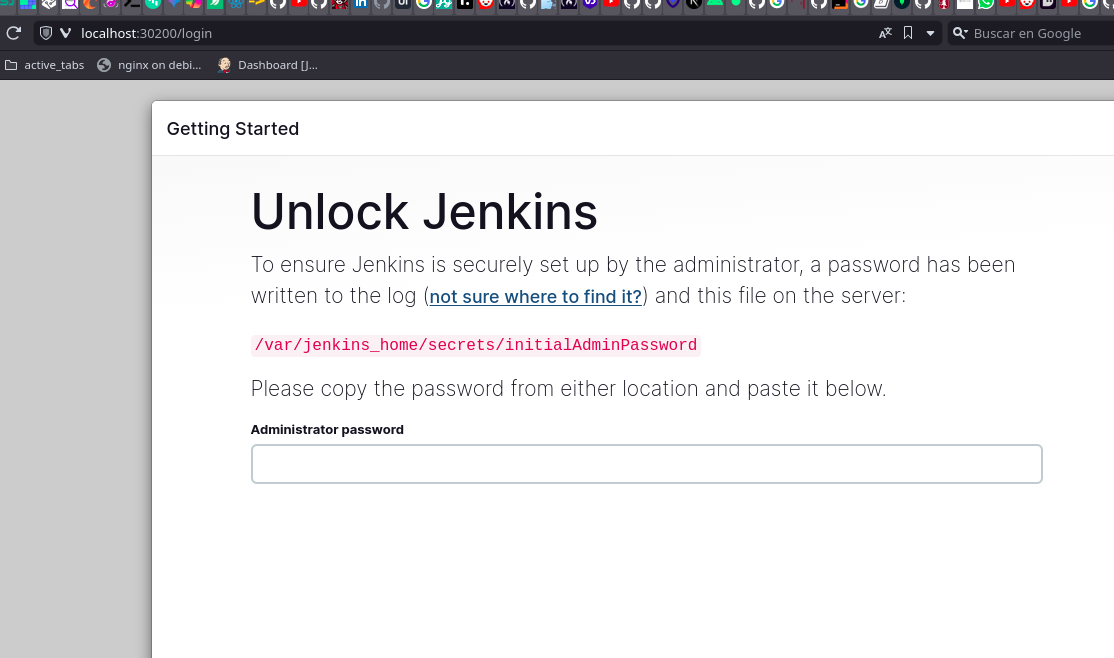 localhost:30200/login
Buscar en Google
active_tabs
nginx on debi...
Dashboard [J...
Getting Started
Unlock Jenkins
To ensure Jenkins is securely set up by the administrator, a password has been
written to the log (not sure where to find it?) and this file on the server:
/var/jenkins_home/secrets/initialAdminPassword
Please copy the password from either location and paste it below.
Administrator password